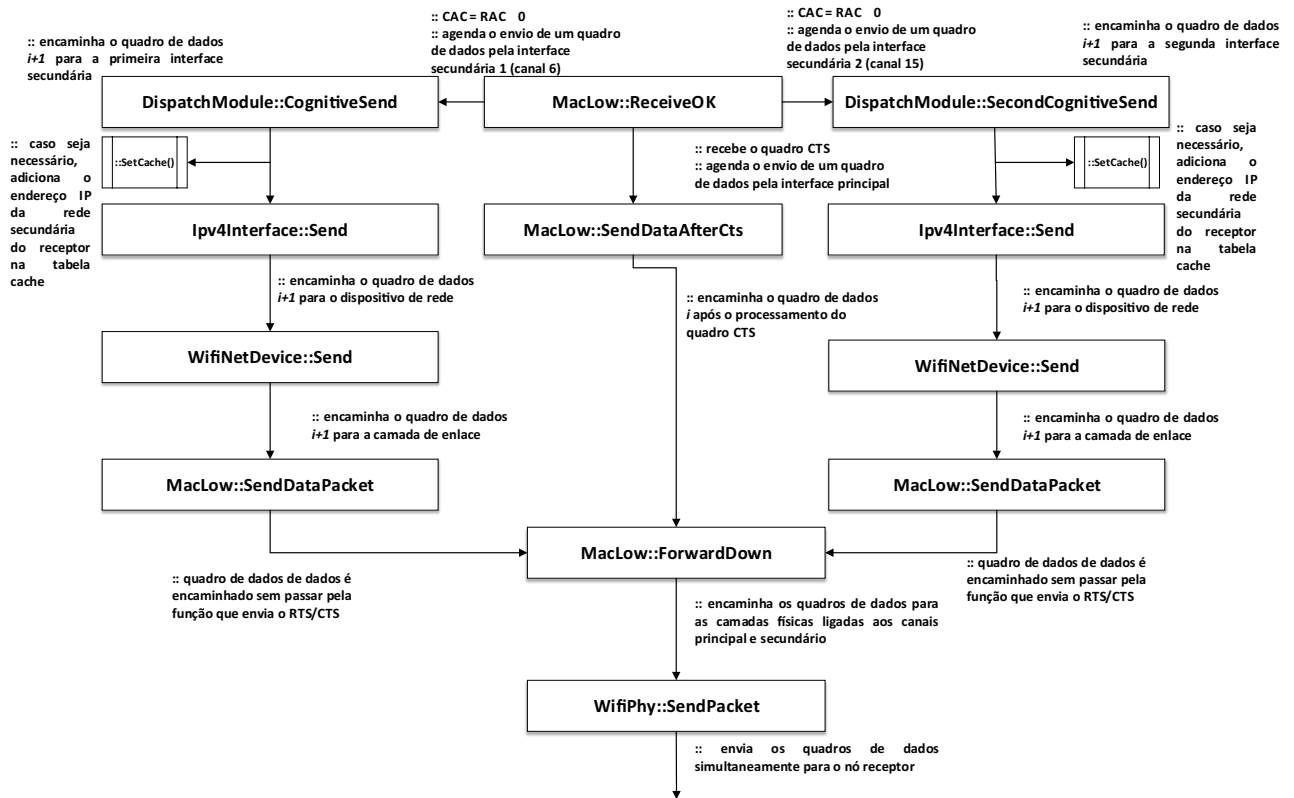 :: CAC = RAC 0
:: agenda o envio de um quadro
de dados pela interface
secundária 1 (canal 6)
:: CAC = RAC 0
:: agenda o envio de um quadro
de dados pela interface
secundária 2 (canal 15)
:: encaminha o quadro de dados
i+1 para a primeira interface
secundária
:: encaminha o quadro de dados
i+1 para a segunda interface
secundária
DispatchModule::CognitiveSend
MacLow::ReceiveOK
DispatchModule::SecondCognitiveSend
:: caso seja
necessário,
adiciona o
endereço IP
da rede
secundária
do receptor
na tabela
cache
::SetCache()
:: recebe o quadro CTS
:: agenda o envio de um quadro
de dados pela interface principal
::SetCache()
:: caso seja
necessário,
adiciona o
endereço IP
da rede
secundária
do receptor
na tabela
cache
Ipv4Interface::Send
MacLow::SendDataAfterCts
Ipv4Interface::Send
:: encaminha o quadro de dados
i+1 para o dispositivo de rede
:: encaminha o quadro de dados
i após o processamento do
quadro CTS
:: encaminha o quadro de dados
i+1 para o dispositivo de rede
WifiNetDevice::Send
WifiNetDevice::Send
:: encaminha o quadro de dados
i+1 para a camada de enlace
:: encaminha o quadro de dados
i+1 para a camada de enlace
MacLow::SendDataPacket
MacLow::SendDataPacket
MacLow::ForwardDown
:: quadro de dados de dados é
encaminhado sem passar pela
função que envia o RTS/CTS
:: quadro de dados de dados é
encaminhado sem passar pela
função que envia o RTS/CTS
:: encaminha os quadros de dados para
as camadas físicas ligadas aos canais
principal e secundário
WifiPhy::SendPacket
:: envia os quadros de dados
simultaneamente para o nó receptor